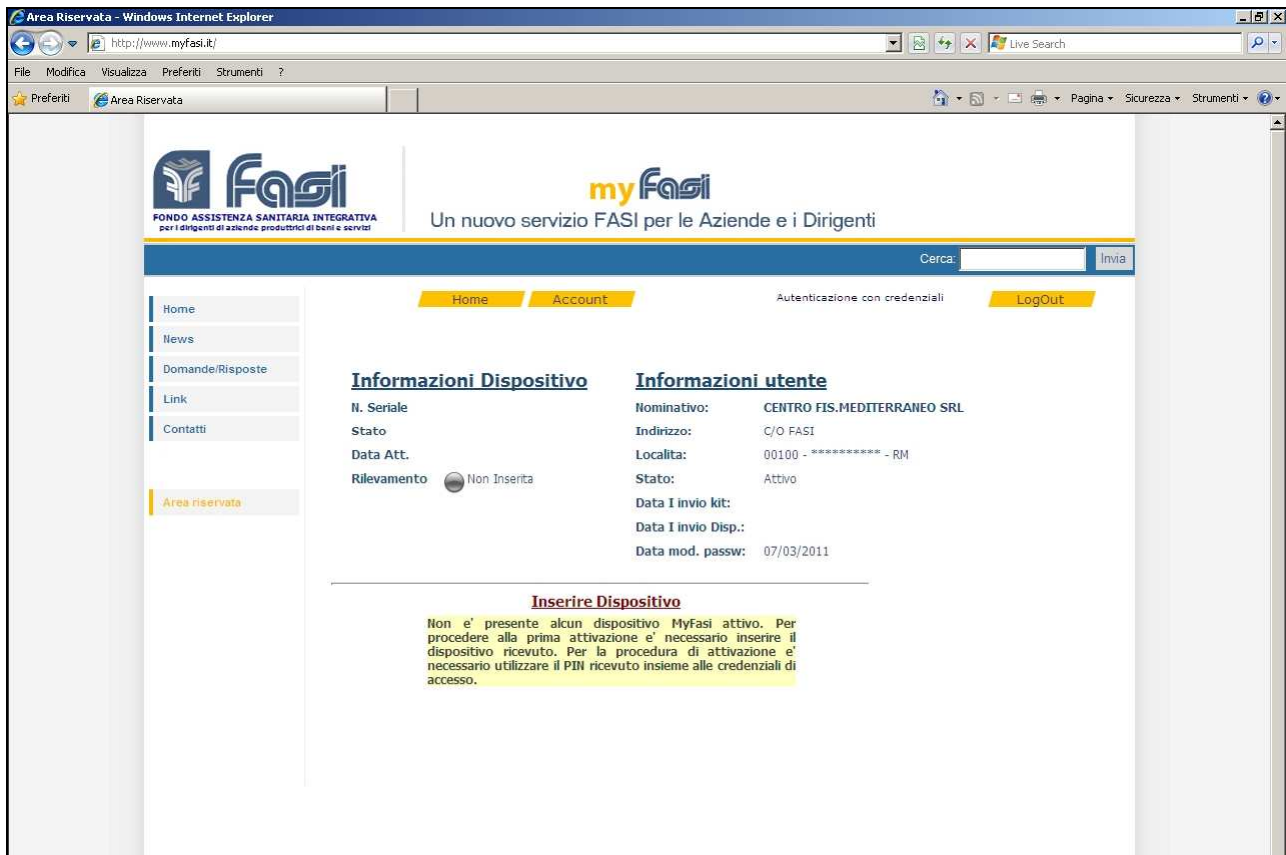 Area Riservata - Windows Internet Explorer
http://www.myfasi.it/
Live Search
File Modifica Visualizza Preferiti Strumenti ?
Preferiti
Area Riservata
Pagina
Sicurezza
Strumenti
Fasi
FONDO ASSISTENZA SANITARIA INTEGRATIVA
per i dirigenti di aziende produttrici di beni e servizi
my Fasi
Un nuovo servizio FASI per le Aziende e i Dirigenti
Cerca:
Invia
Home
News
Domande/Risposte
Link
Contatti
Area riservata
Home
Account
Autenticazione con credenziali
LogOut
Informazioni Dispositivo
N. Seriale
Stato
Data Att.
Rilevamento Non Inserita
Informazioni utente
Nominativo: CENTRO FIS.MEDITERRANEO SRL
Indirizzo: C/O FASI
Localita: 00100 - ********** - RM
Stato: Attivo
Data I invio kit:
Data I invio Disp.:
Data mod. passw: 07/03/2011
Inserire Dispositivo
Non e' presente alcun dispositivo MyFasi attivo. Per
procedere alla prima attivazione e' necessario inserire il
dispositivo ricevuto. Per la procedura di attivazione e'
necessario utilizzare il PIN ricevuto insieme alle credenziali di
accesso.